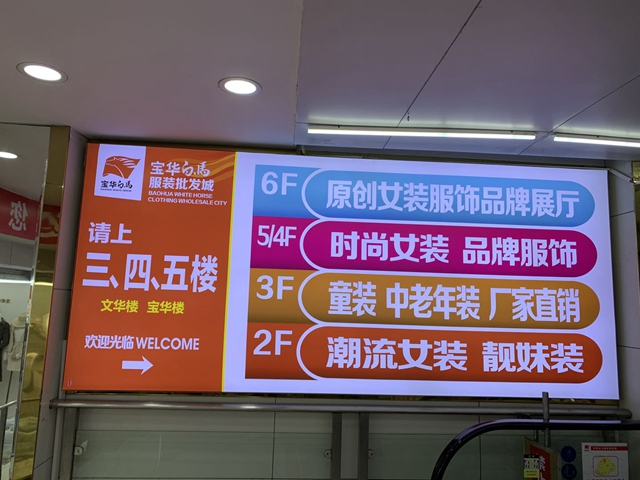 宝华白马
服装批发城
BAOHUA WHITE HORSE
CLOTHING WHOLESALE CITY
宝华白马
请上
三、四、五楼
文华楼 宝华楼
欢迎光临 WELCOME
6F 原创女装服饰品牌展厅
5/4F 时尚女装 品牌服饰
3F 童装 中老年装 厂家直销
2F 潮流女装 靓妹装
您